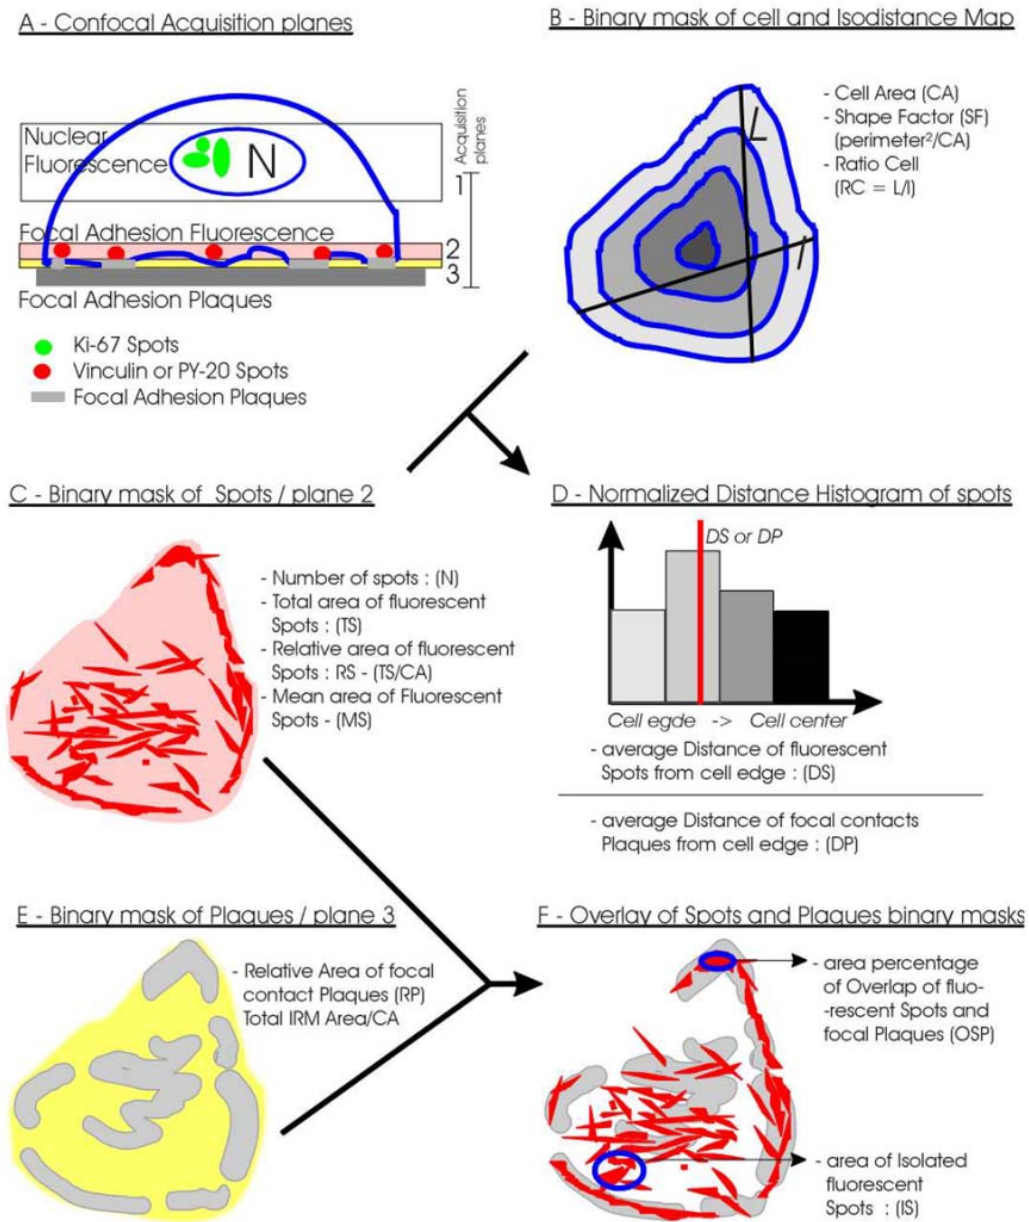 A - Confocal Acquisition planes
Nuclear
Fluorescence
N
Acquisition
planes
1
Focal Adhesion Fluorescence
2
3
Focal Adhesion Plaques
Ki-67 Spots
Vinculin or PY-20 Spots
Focal Adhesion Plaques
B - Binary mask of cell and Isodistance Map
L
l
- Cell Area (CA)
- Shape Factor (SF)
(perimeter²/CA)
- Ratio Cell
(RC = L/l)
C - Binary mask of Spots / plane 2
- Number of spots : (N)
- Total area of fluorescent
Spots : (TS)
- Relative area of fluorescent
Spots : RS - (TS/CA)
- Mean area of Fluorescent
Spots - (MS)
D - Normalized Distance Histogram of spots
DS or DP
Cell egde -> Cell center
- average Distance of fluorescent
Spots from cell edge : (DS)
- average Distance of focal contacts
Plaques from cell edge : (DP)
E - Binary mask of Plaques / plane 3
- Relative Area of focal
contact Plaques (RP)
Total IRM Area/CA
F - Overlay of Spots and Plaques binary masks
- area percentage
of Overlap of fluo-
-rescent Spots and
focal Plaques (OSP)
- area of Isolated
fluorescent
Spots : (IS)